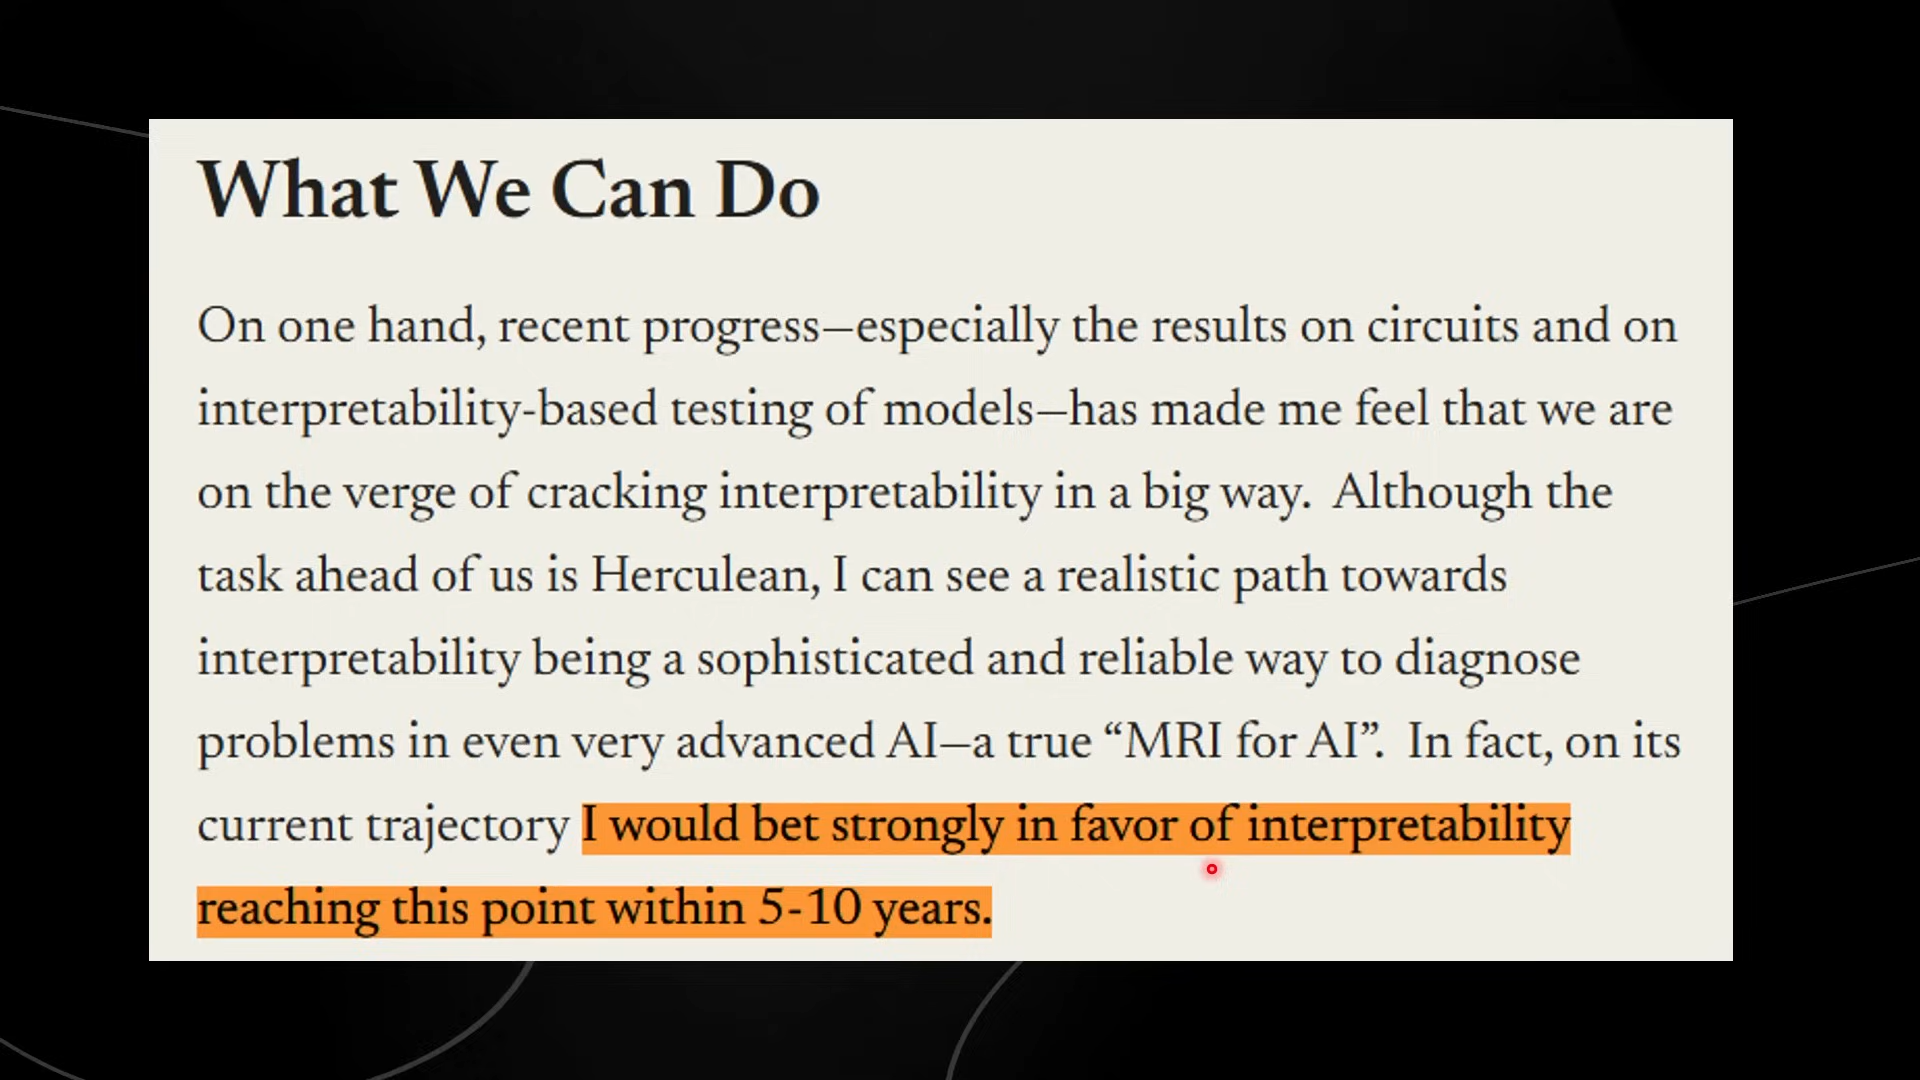 What We Can Do
On one hand, recent progress—especially the results on circuits and on
interpretability-based testing of models—has made me feel that we are
on the verge of cracking interpretability in a big way.  Although the
task ahead of us is Herculean, I can see a realistic path towards
interpretability being a sophisticated and reliable way to diagnose
problems in even very advanced AI—a true “MRI for AI”.  In fact, on its
current trajectory I would bet strongly in favor of interpretability
reaching this point within 5-10 years.